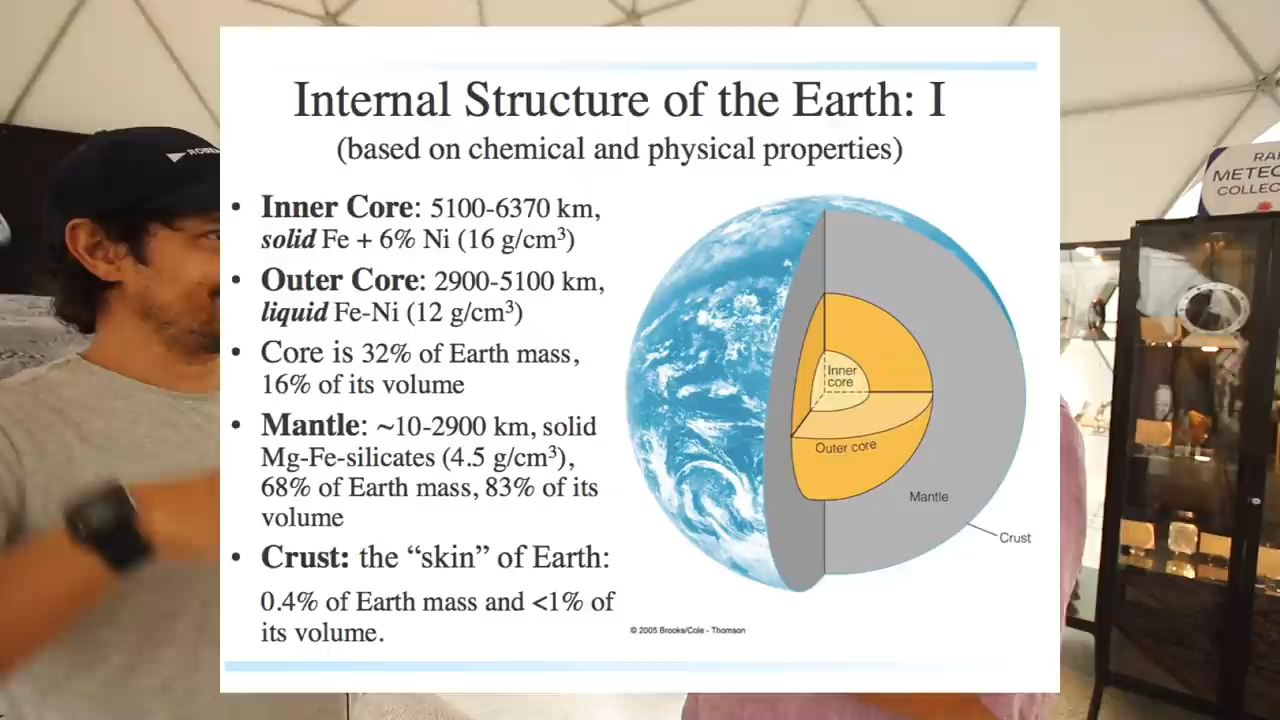 Internal Structure of the Earth: I
(based on chemical and physical properties)
• Inner Core: 5100-6370 km,
solid Fe + 6% Ni (16 g/cm³)
• Outer Core: 2900-5100 km,
liquid Fe-Ni (12 g/cm³)
• Core is 32% of Earth mass,
16% of its volume
• Mantle: ~10-2900 km, solid
Mg-Fe-silicates (4.5 g/cm³),
68% of Earth mass, 83% of its
volume
• Crust: the “skin” of Earth:
0.4% of Earth mass and <1% of
its volume.
Inner
core
Outer core
Mantle
Crust
© 2005 Brooks/Cole - Thomson